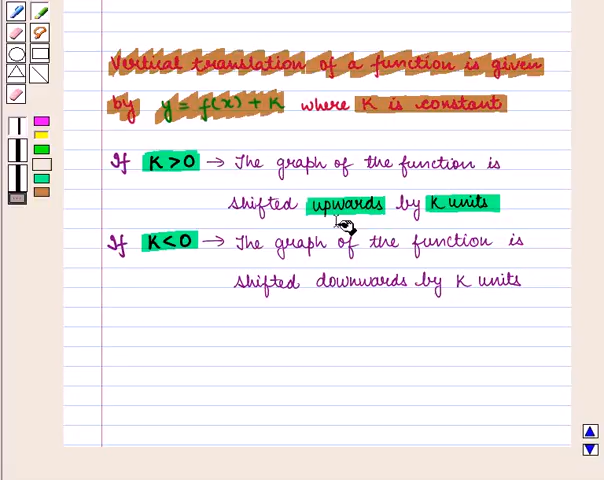 Vertical translation of a function is given
by y = f(x) + K where K is constant
If K > 0 → The graph of the function is
shifted upwards by K units
If K < 0 → The graph of the function is
shifted downwards by K units